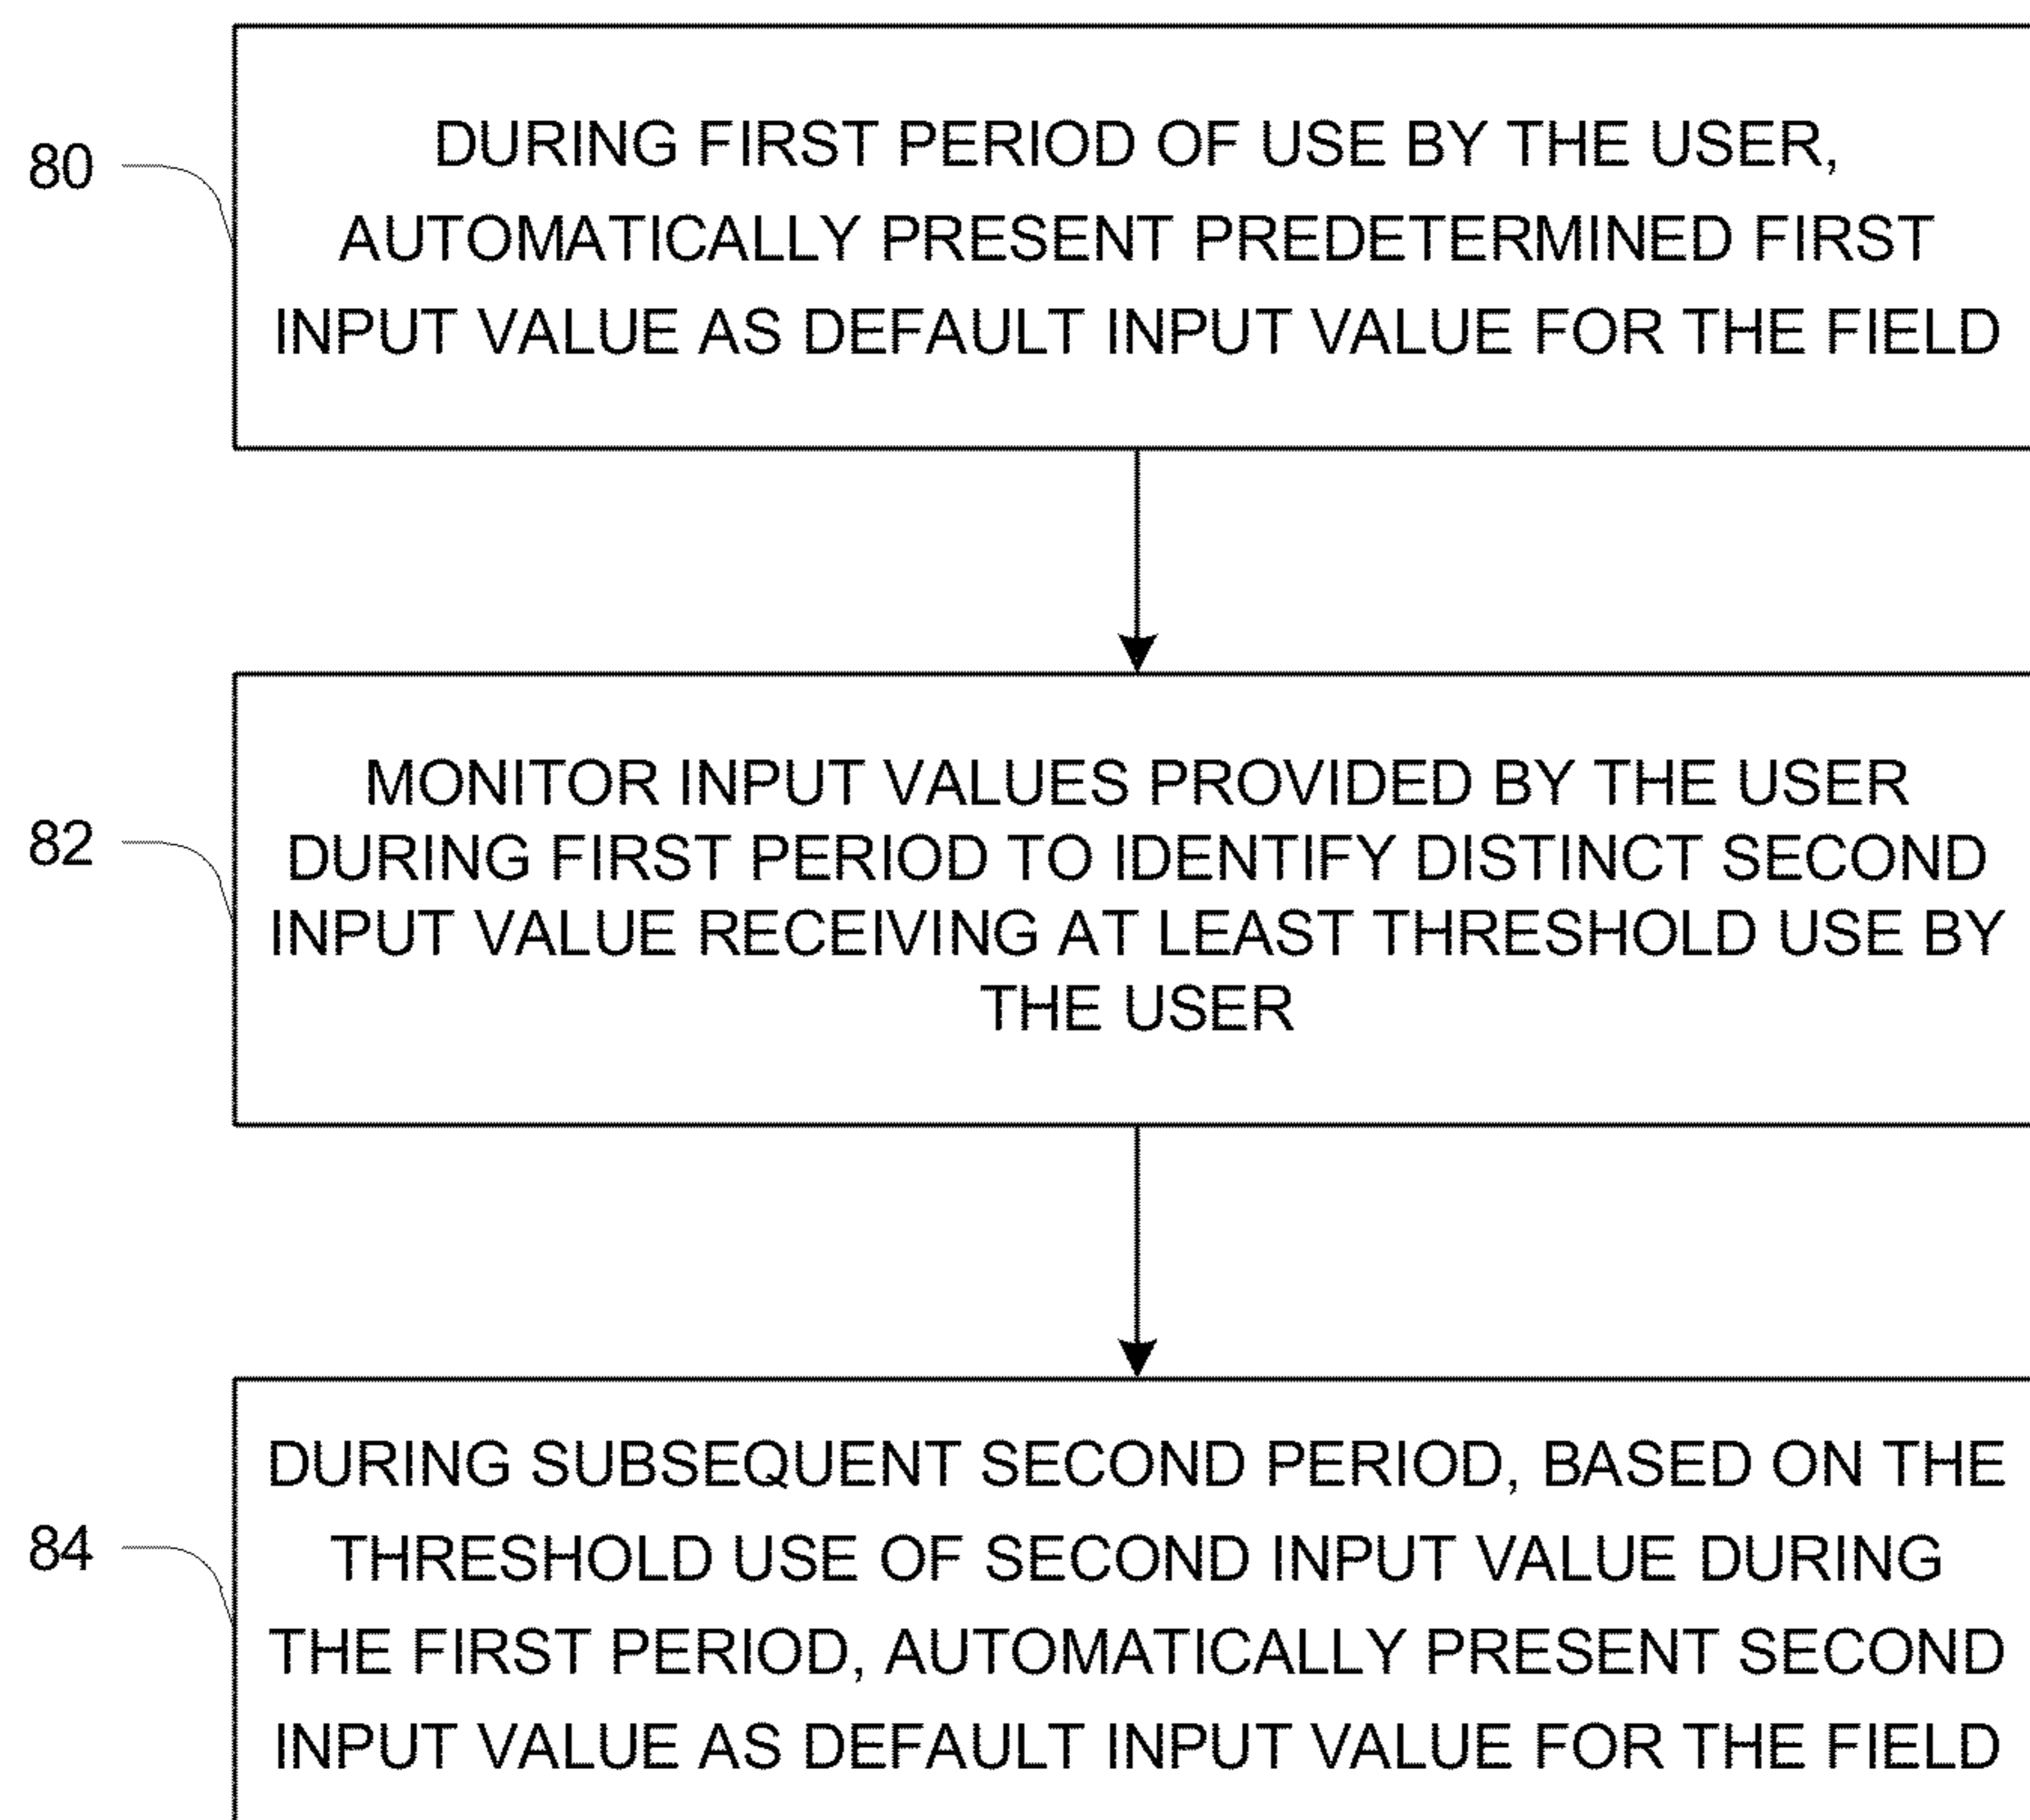 80
DURING FIRST PERIOD OF USE BY THE USER,
AUTOMATICALLY PRESENT PREDETERMINED FIRST
INPUT VALUE AS DEFAULT INPUT VALUE FOR THE FIELD
82
MONITOR INPUT VALUES PROVIDED BY THE USER
DURING FIRST PERIOD TO IDENTIFY DISTINCT SECOND
INPUT VALUE RECEIVING AT LEAST THRESHOLD USE BY
THE USER
84
DURING SUBSEQUENT SECOND PERIOD, BASED ON THE
THRESHOLD USE OF SECOND INPUT VALUE DURING
THE FIRST PERIOD, AUTOMATICALLY PRESENT SECOND
INPUT VALUE AS DEFAULT INPUT VALUE FOR THE FIELD